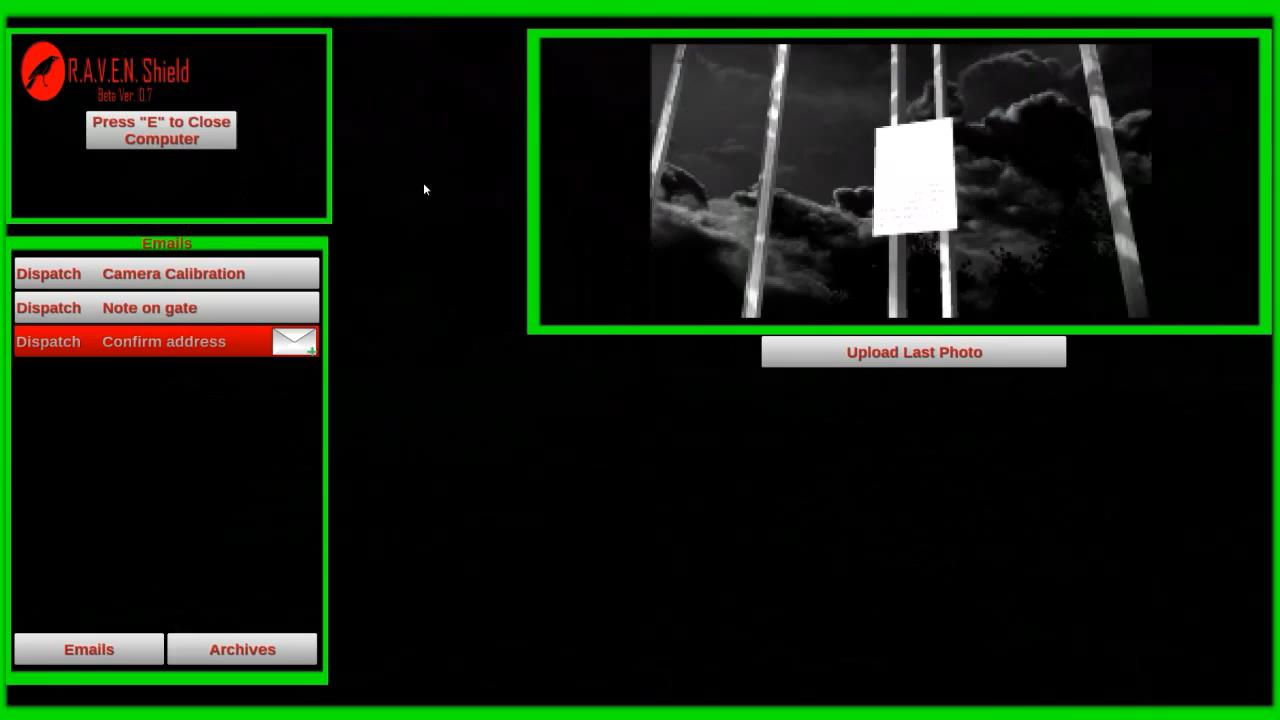 R.A.V.E.N. Shield
Beta Ver. 0.7
Press "E" to Close
Computer
Emails
Dispatch Camera Calibration
Dispatch Note on gate
Dispatch Confirm address
Emails Archives
Upload Last Photo